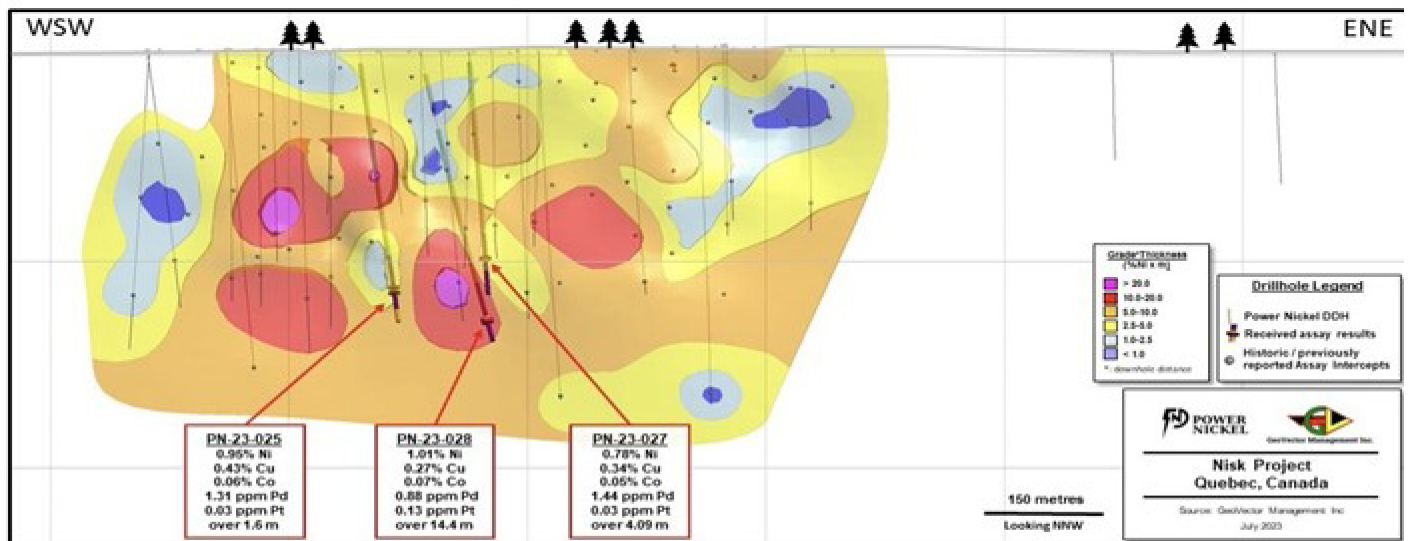 WSW
ENE
Grade*Thickness
(%Ni x m)
> 20.0
10.0-20.0
5.0-10.0
2.5-5.0
1.0-2.5
< 1.0
*: downhole distance
Drillhole Legend
Power Nickel DDH
Received assay results
Historic / previously
reported Assay Intercepts
PN-23-025
0.95% Ni
0.43% Cu
0.06% Co
1.31 ppm Pd
0.03 ppm Pt
over 1.6 m
PN-23-028
1.01% Ni
0.27% Cu
0.07% Co
0.88 ppm Pd
0.13 ppm Pt
over 14.4 m
PN-23-027
0.78% Ni
0.34% Cu
0.05% Co
1.44 ppm Pd
0.03 ppm Pt
over 4.09 m
150 metres
Looking NNW
POWER
NICKEL
GeoVector Management Inc.
Nisk Project
Quebec, Canada
Source: GeoVector Management Inc
July 2023